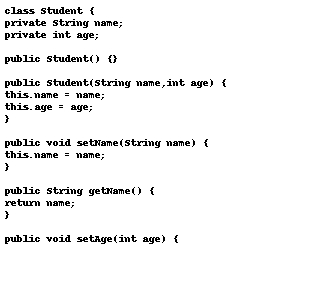 class Student {
private String name;
private int age;
public Student() {}
public Student(String name,int age) {
this.name = name;
this.age = age;
}
public void setName(String name) {
this.name = name;
}
public String getName() {
return name;
}
public void setAge(int age) {